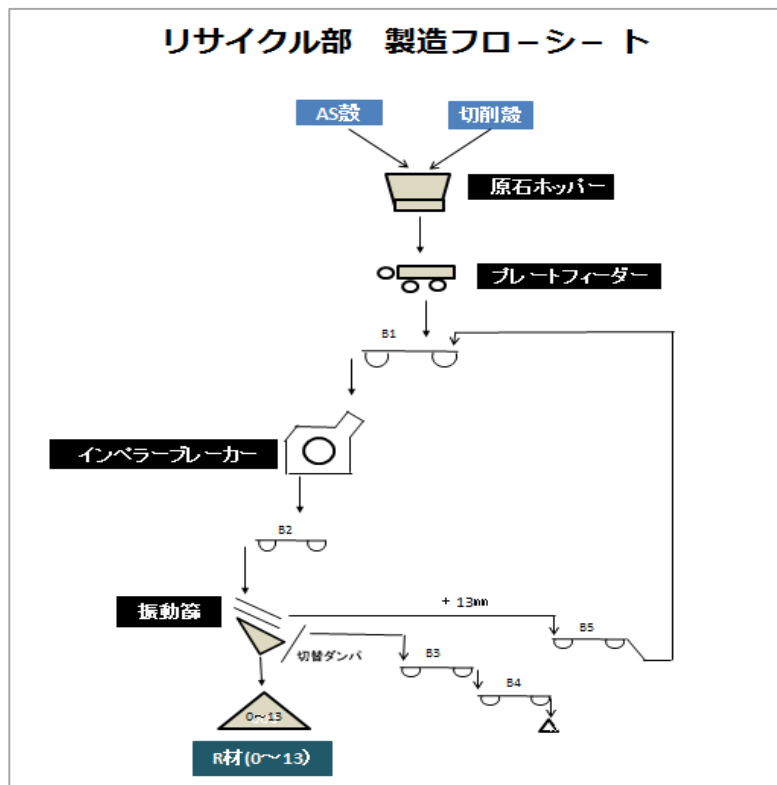 リサイクル部　製造フローシート
AS殻
切削殻
原石ホッパー
プレートフィーダー
B1
インペラーブレーカー
B2
振動篩
+ 13mm
切替ダンパ
B3
B4
B5
0～13
R材(0～13)